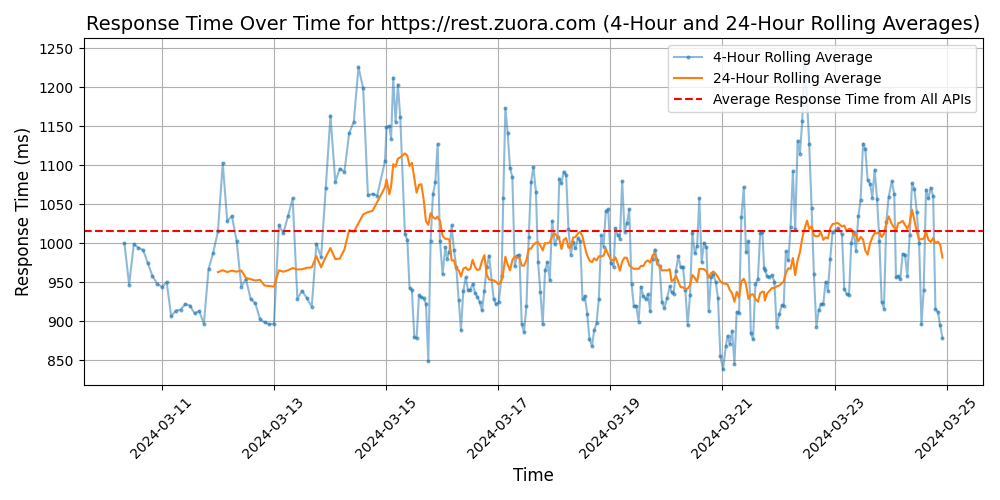 Response Time Over Time for https://rest.zuora.com (4-Hour and 24-Hour Rolling Averages)
4-Hour Rolling Average
24-Hour Rolling Average
Average Response Time from All APIs
Response Time (ms)
1250
1200
1150
1100
1050
1000
950
900
850
2024-03-11
2024-03-13
2024-03-15
2024-03-17
2024-03-19
2024-03-21
2024-03-23
2024-03-25
Time